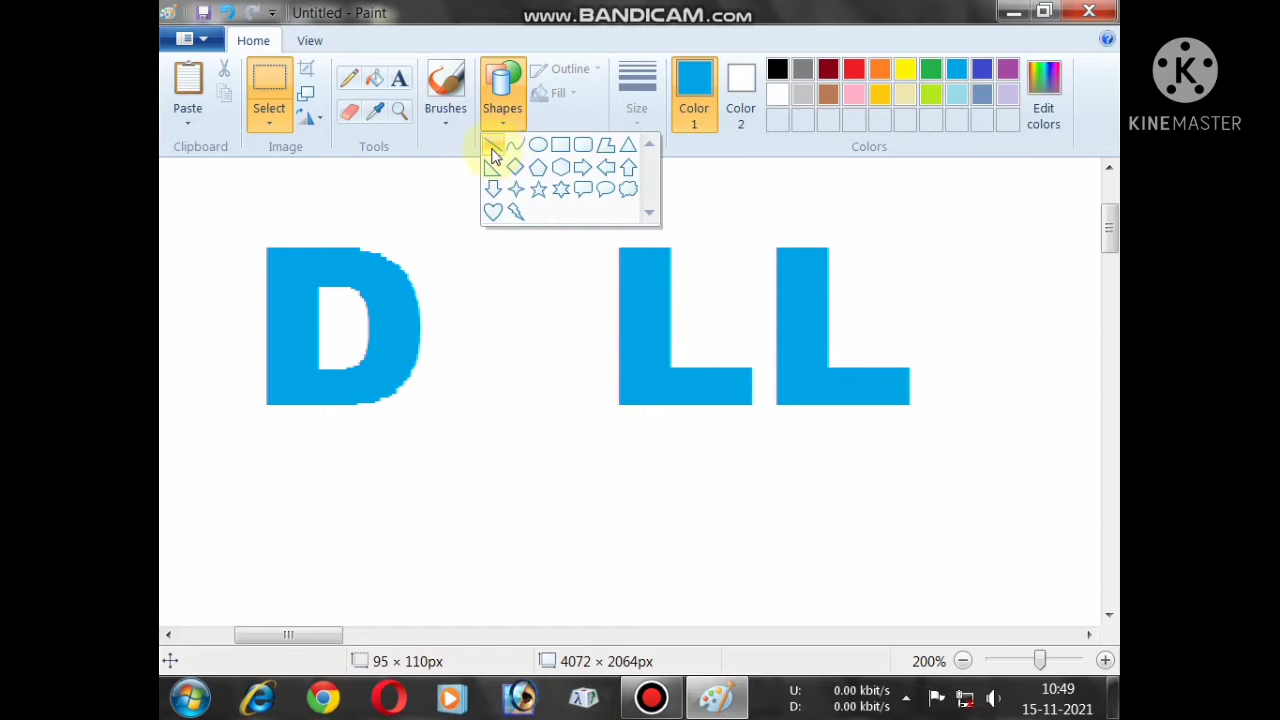 Untitled - Paint
www.BANDICAM.com
Home
View
Paste
Select
Brushes
Shapes
Outline
Fill
Size
Color
1
Color
2
Edit
colors
Clipboard
Image
Tools
Colors
K
KINEMASTER
D LL
95 × 110px
4072 × 2064px
200%
U: 0.00 kbit/s
D: 0.00 kbit/s
10:49
15-11-2021